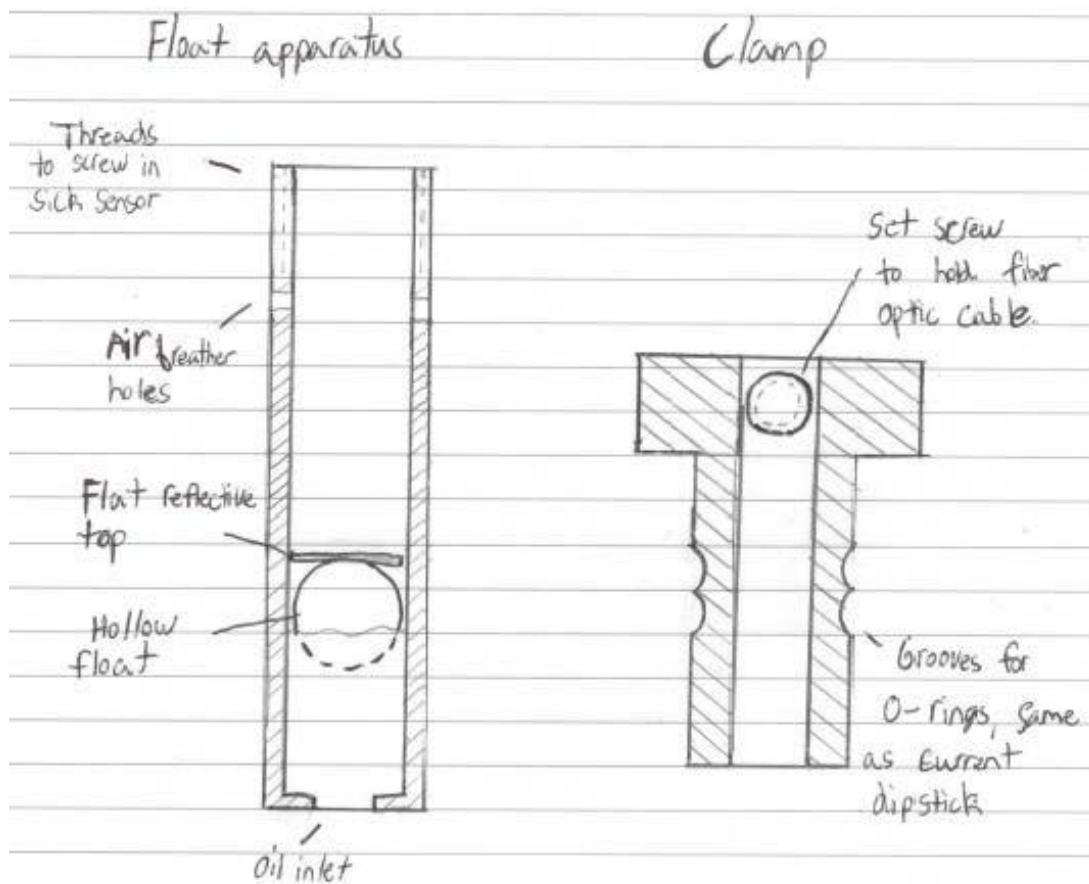 Float apparatus
Clamp
Threads
to screw in
Sick Sensor
Air breather
holes
Flat reflective
top
Hollow
float
Oil inlet
Set screw
to hold fiber
optic cable.
Grooves for
O-rings, same
as current
dipstick